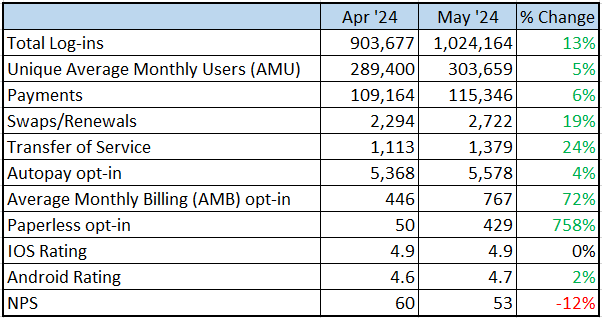 Apr '24 May '24 % Change
Total Log-ins 903,677 1,024,164 13%
Unique Average Monthly Users (AMU) 289,400 303,659 5%
Payments 109,164 115,346 6%
Swaps/Renewals 2,294 2,722 19%
Transfer of Service 1,113 1,379 24%
Autopay opt-in 5,368 5,578 4%
Average Monthly Billing (AMB) opt-in 446 767 72%
Paperless opt-in 50 429 758%
IOS Rating 4.9 4.9 0%
Android Rating 4.6 4.7 2%
NPS 60 53 -12%